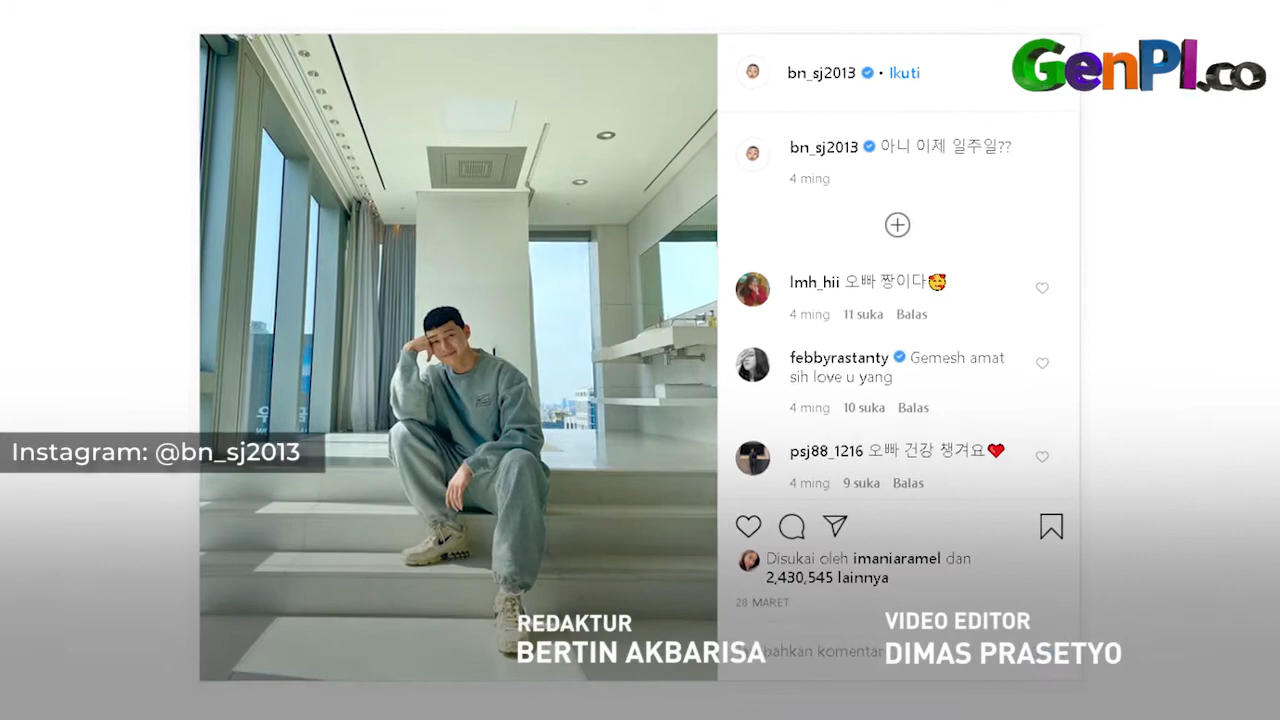 GenPI.co
bn_sj2013 • Ikuti
bn_sj2013 아니 이제 일주일??
4 ming
lmh_hii 오빠 짱이다🥰
4 ming 11 suka Balas
febbyrastanty Gemesh amat
sih love u yang
4 ming 10 suka Balas
psj88_1216 오빠 건강 챙겨요❤
4 ming 9 suka Balas
Instagram: @bn_sj2013
Disukai oleh imaniaramel dan
2,430,545 lainnya
28 MARET
bahkan komentar
REDAKTUR
BERTIN AKBARISA
VIDEO EDITOR
DIMAS PRASETYO